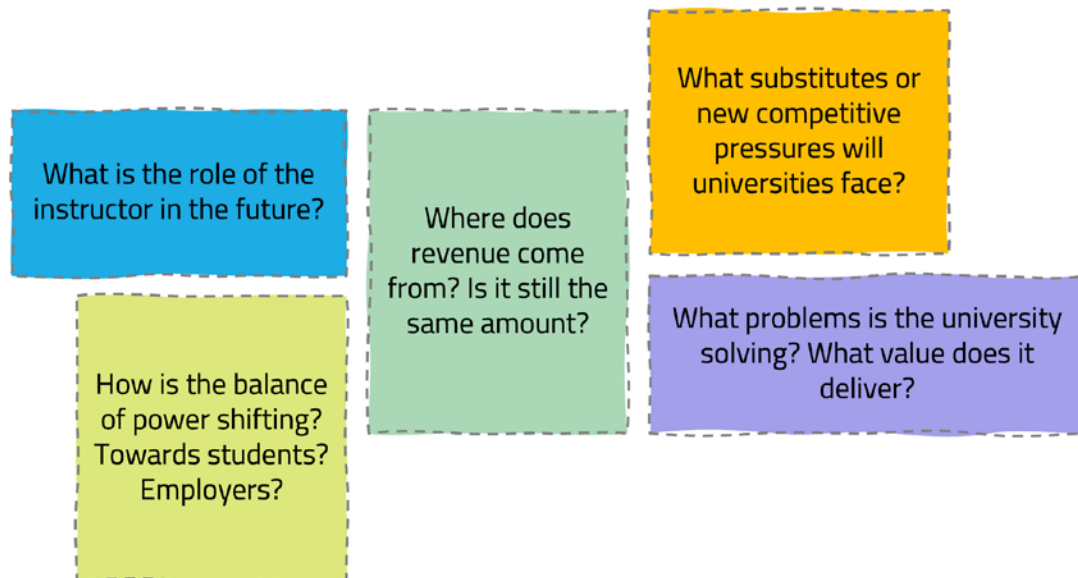 What is the role of the
instructor in the future?
How is the balance
of power shifting?
Towards students?
Employers?
Where does
revenue come
from? Is it still the
same amount?
What substitutes or
new competitive
pressures will
universities face?
What problems is the university
solving? What value does it
deliver?